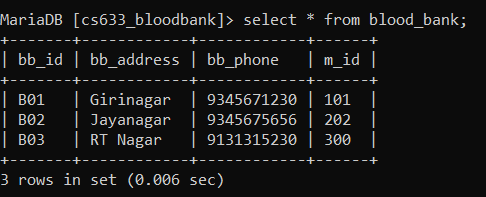 MariaDB [cs633_bloodbank]> select * from blood_bank;
+-------+------------+------------+------+
| bb_id | bb_address | bb_phone   | m_id |
+-------+------------+------------+------+
| B01   | Girinagar  | 9345671230 | 101  |
| B02   | Jayanagar  | 9345675656 | 202  |
| B03   | RT Nagar   | 9131315230 | 300  |
+-------+------------+------------+------+
3 rows in set (0.006 sec)